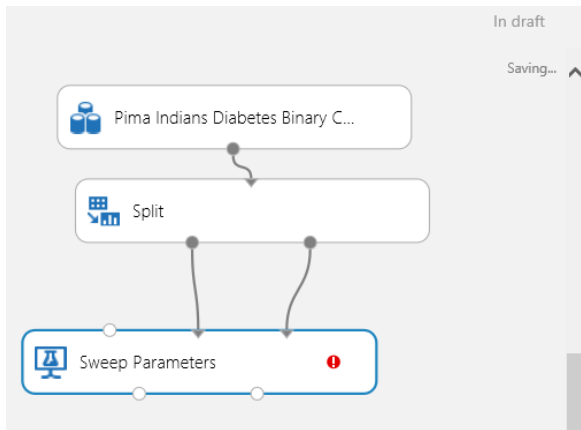 In draft
Saving...
Pima Indians Diabetes Binary C...
Split
Sweep Parameters